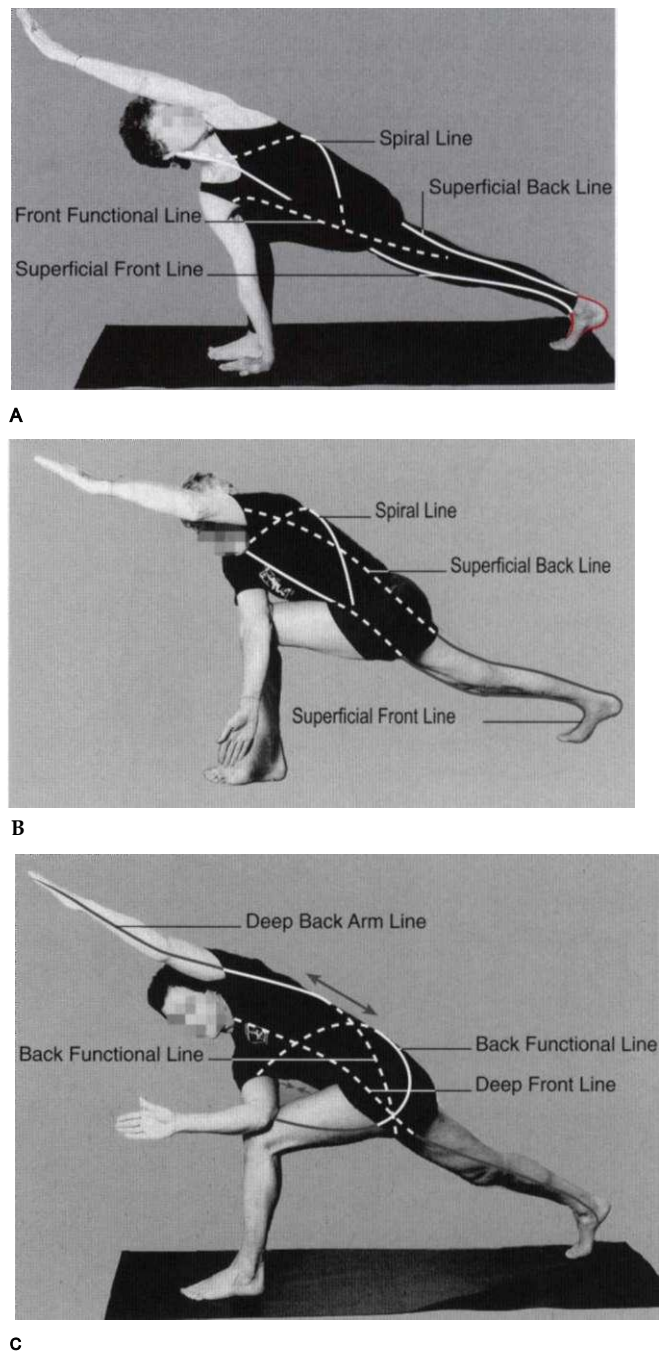 Spiral Line
Superficial Back Line
Front Functional Line
Superficial Front Line
A
Spiral Line
Superficial Back Line
Superficial Front Line
B
Deep Back Arm Line
Back Functional Line
Back Functional Line
Deep Front Line
C